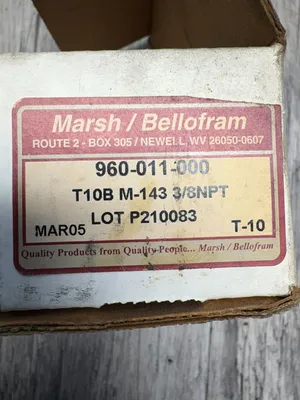 Marsh / Bellofram
ROUTE 2 - BOX 305 / NEWELL WV 26050-0607
960-011-000
T10B M-143 3/8NPT
LOT P210083
MAR05 T-10
Quality Products from Quality People... Marsh / Bellofram